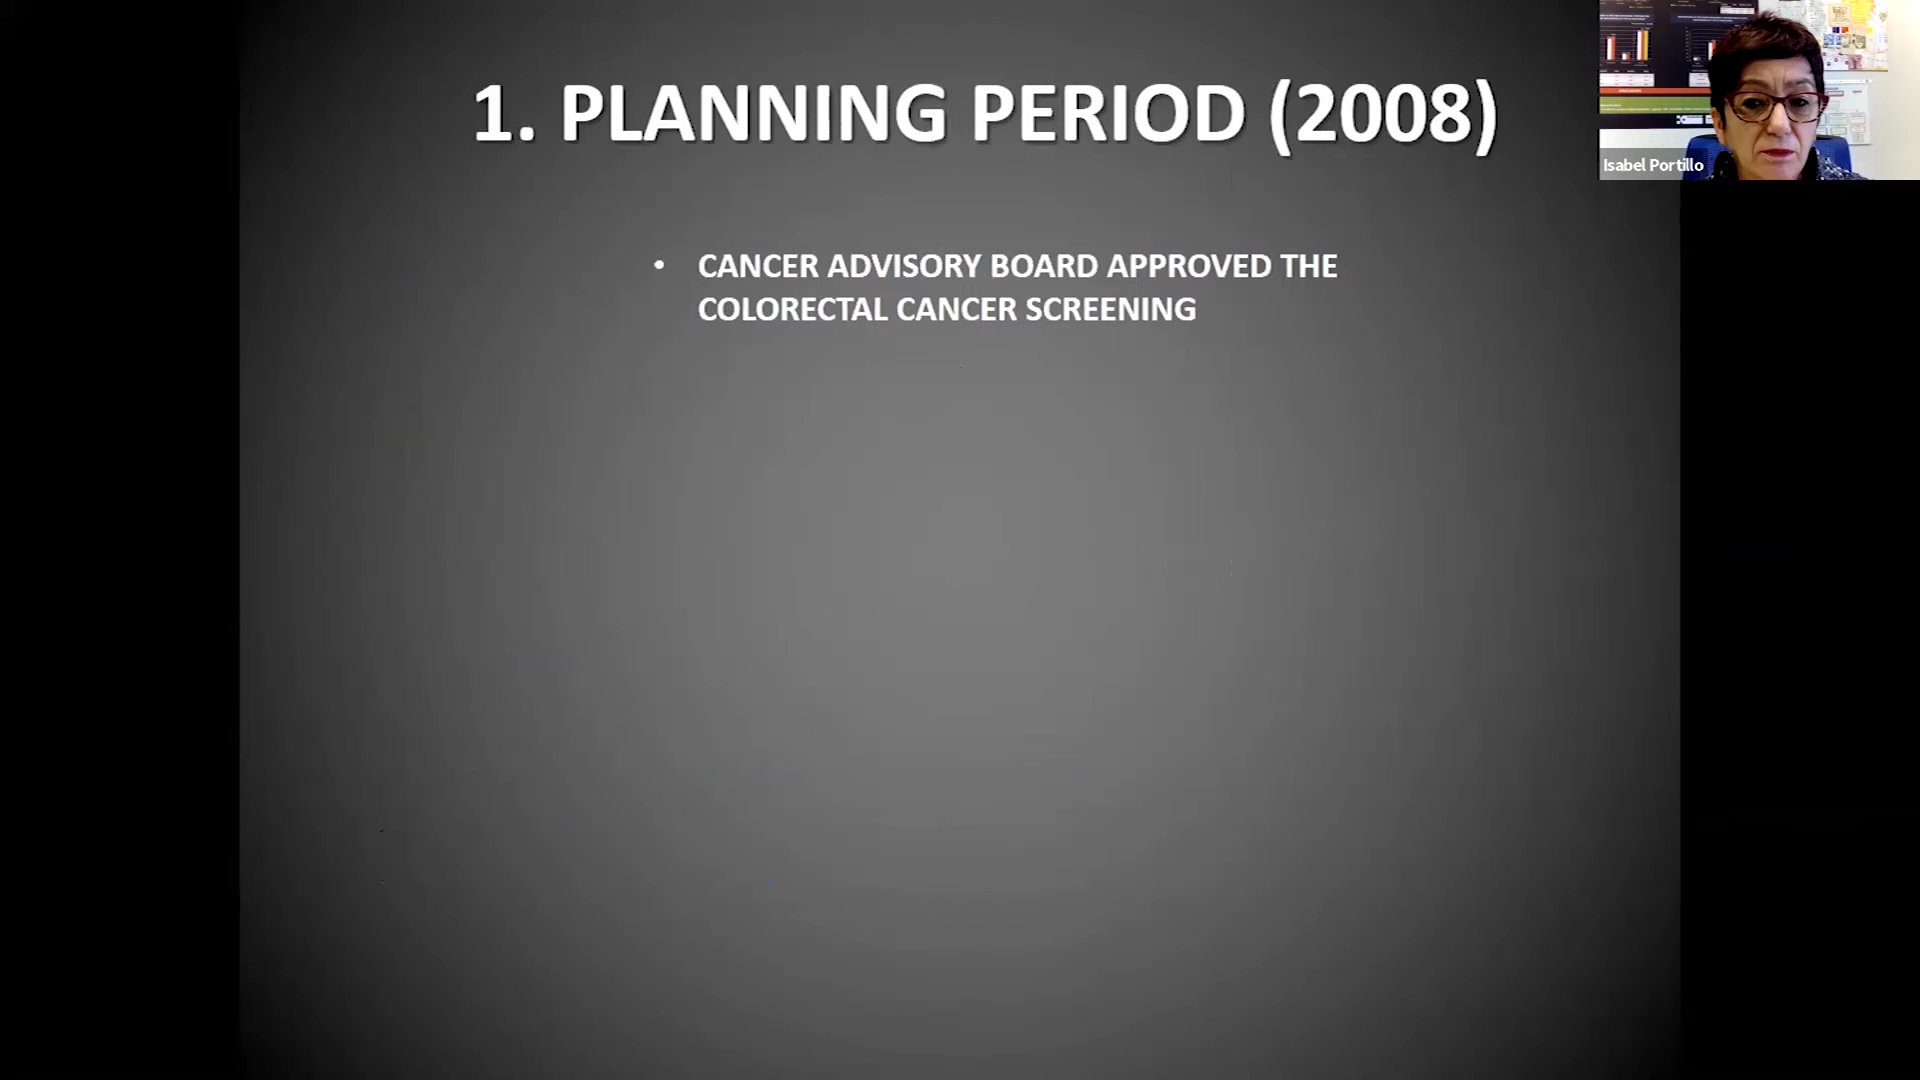 1. PLANNING PERIOD (2008)
• CANCER ADVISORY BOARD APPROVED THE
COLORECTAL CANCER SCREENING
Isabel Portillo